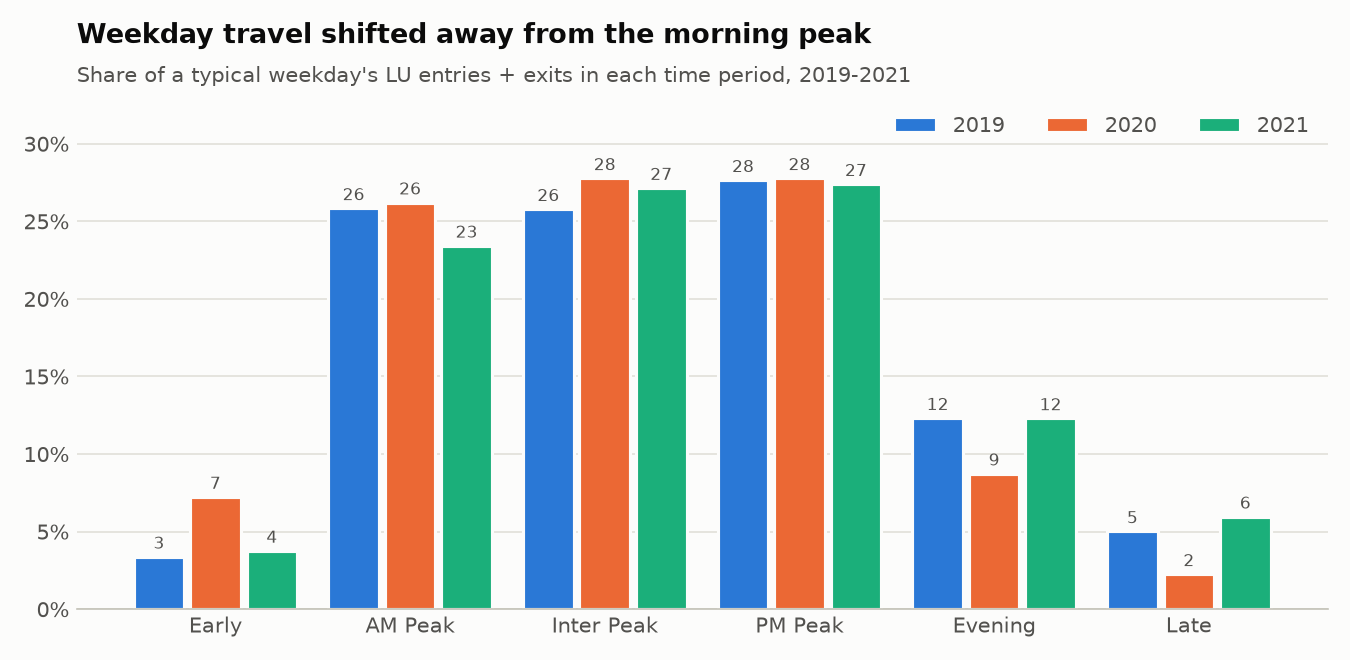 Weekday travel shifted away from the morning peak
Share of a typical weekday's LU entries + exits in each time period, 2019-2021
2019 2020 2021
30%
25%
20%
15%
10%
5%
0%
3 7 4
26 26 23
26 28 27
28 28 27
12 9 12
5 2 6
Early AM Peak Inter Peak PM Peak Evening Late